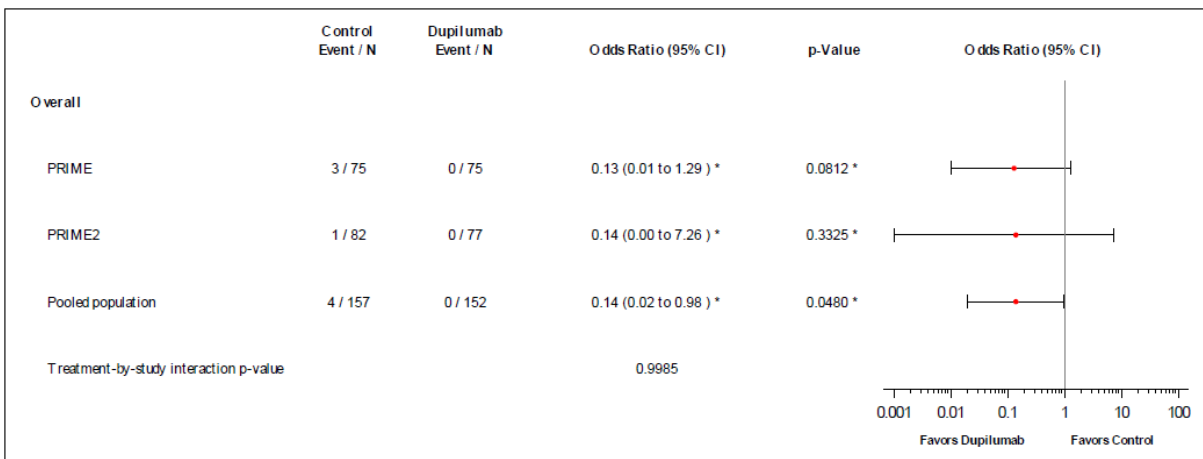 Control Event / N Dupilumab Event / N Odds Ratio (95% CI) p-Value Odds Ratio (95% CI)
Overall
PRIME 3 / 75 0 / 75 0.13 (0.01 to 1.29 ) * 0.0812 *
PRIME2 1 / 82 0 / 77 0.14 (0.00 to 7.26 ) * 0.3325 *
Pooled population 4 / 157 0 / 152 0.14 (0.02 to 0.98 ) * 0.0480 *
Treatment-by-study interaction p-value 0.9985
0.001 0.01 0.1 1 10 100
Favors Dupilumab Favors Control